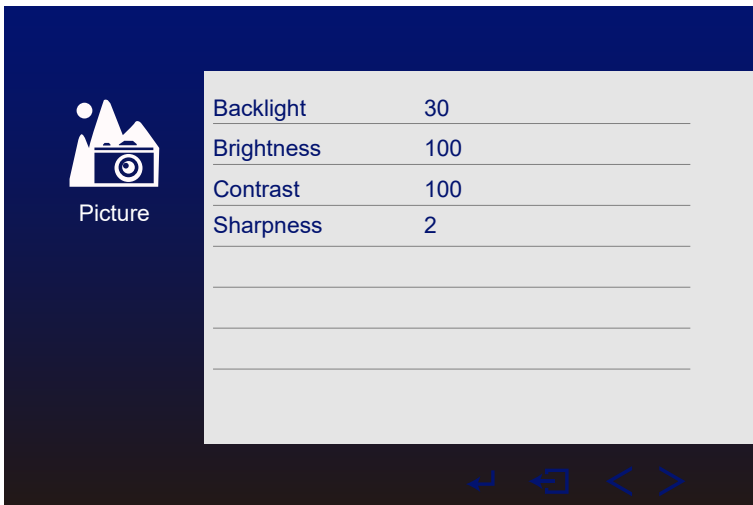 Picture
Backlight 30
Brightness 100
Contrast 100
Sharpness 2